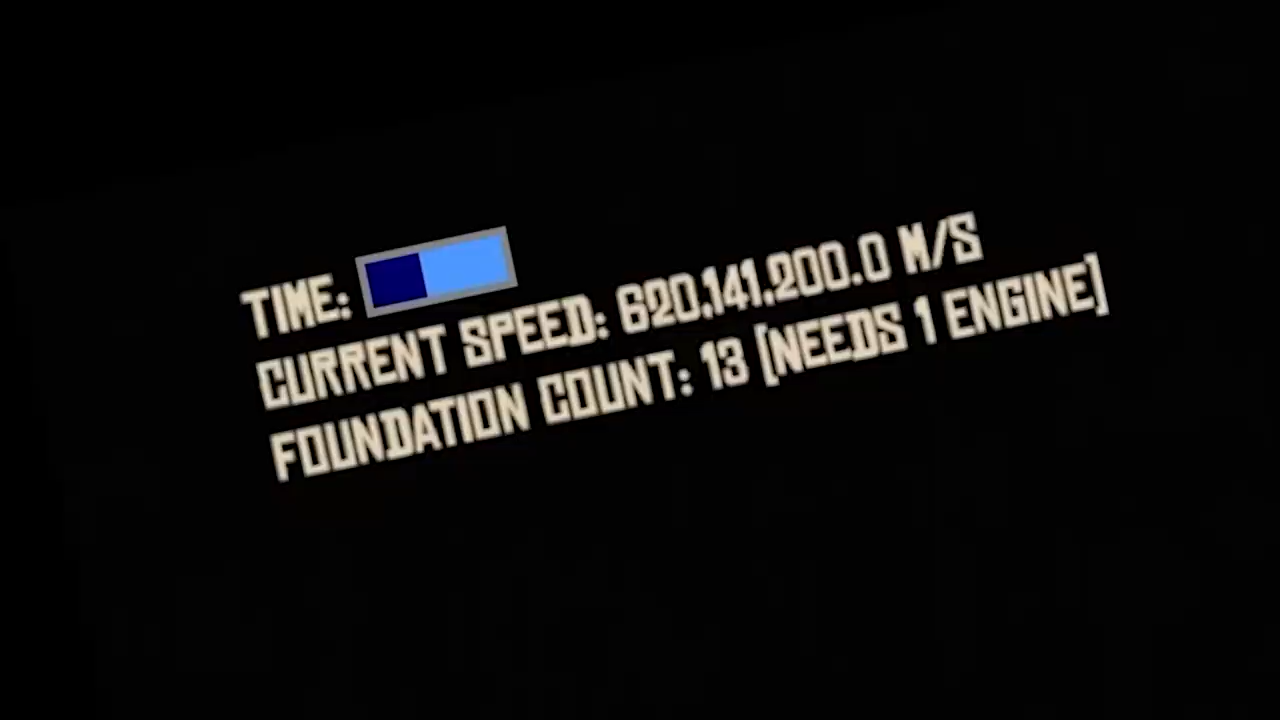 TIME:
CURRENT SPEED: 620,141,200.0 M/S
FOUNDATION COUNT: 13 [NEEDS 1 ENGINE]